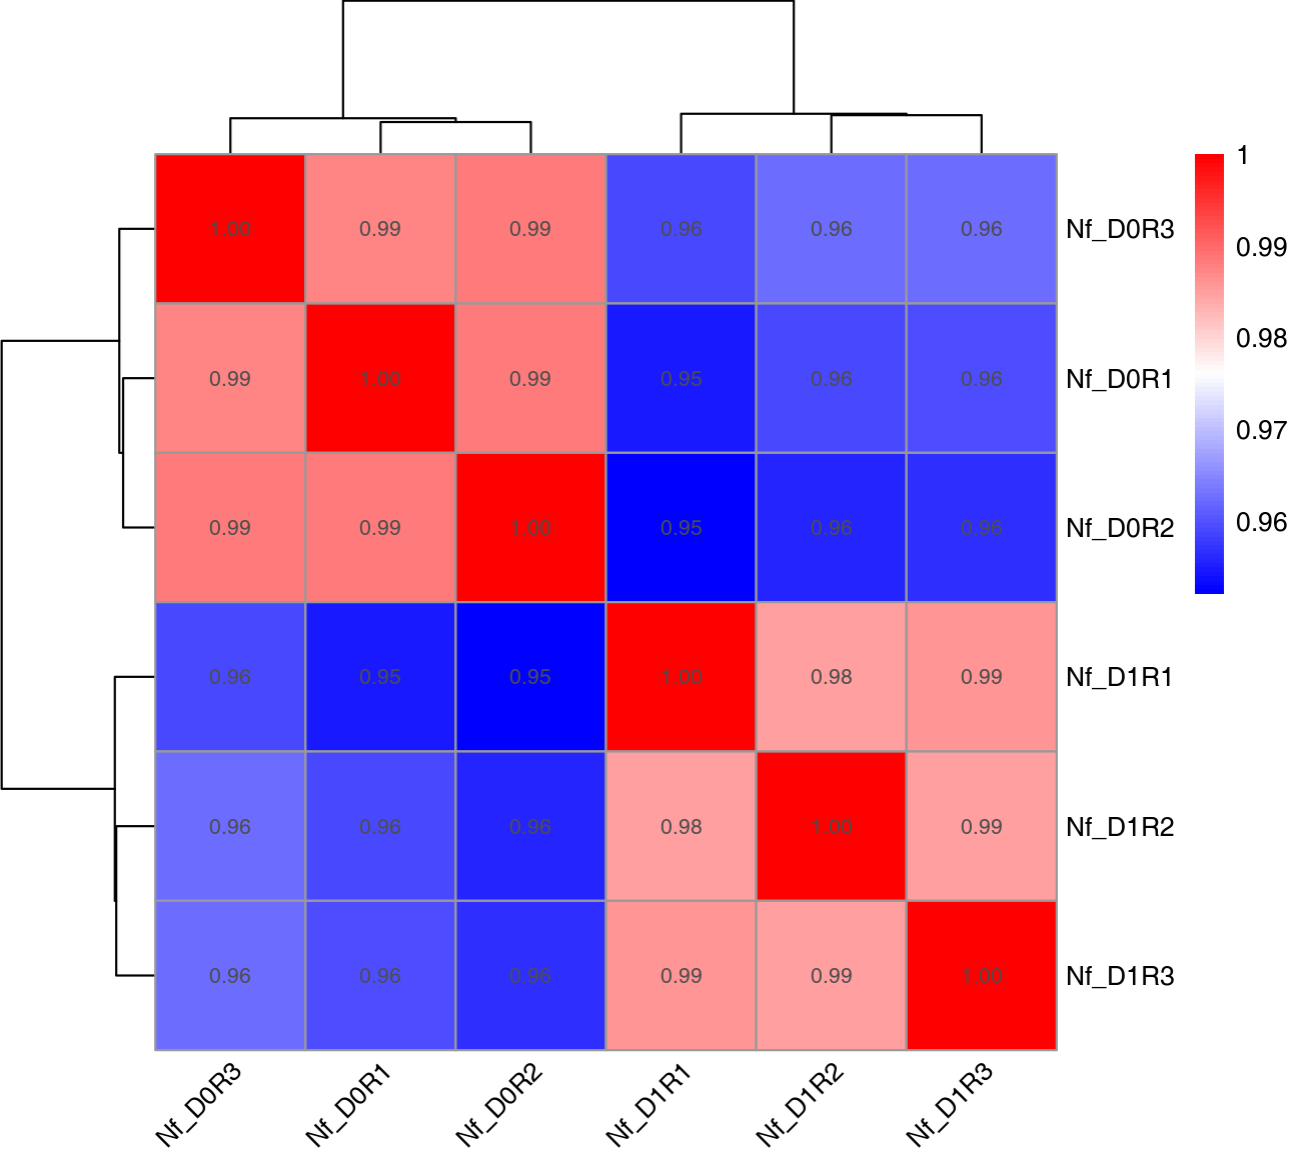 1
1.00 0.99 0.99 0.96 0.96 0.96 Nf_D0R3
0.99
0.99 1.00 0.99 0.95 0.96 0.96 Nf_D0R1
0.98
0.97
0.99 0.99 1.00 0.95 0.96 0.96 Nf_D0R2
0.96
0.96 0.95 0.95 1.00 0.98 0.99 Nf_D1R1
0.96 0.96 0.96 0.98 1.00 0.99 Nf_D1R2
0.96 0.96 0.96 0.99 0.99 1.00 Nf_D1R3
Nf_D0R3 Nf_D0R1 Nf_D0R2 Nf_D1R1 Nf_D1R2 Nf_D1R3